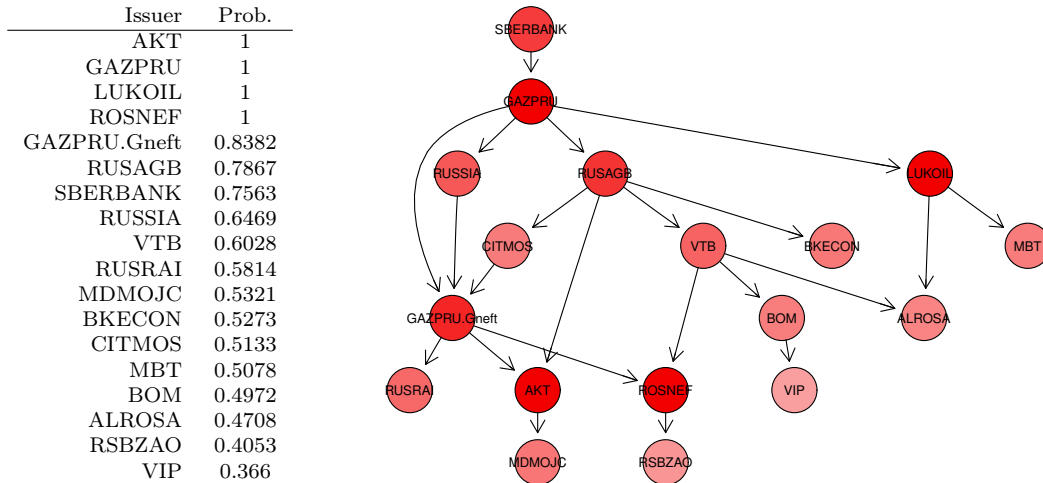 Issuer Prob.
AKT 1
GAZPRU 1
LUKOIL 1
ROSNEF 1
GAZPRU.Gneft 0.8382
RUSAGB 0.7867
SBERBANK 0.7563
RUSSIA 0.6469
VTB 0.6028
RUSRAI 0.5814
MDMOJC 0.5321
BKECON 0.5273
CITMOS 0.5133
MBT 0.5078
BOM 0.4972
ALROSA 0.4708
RSBZAO 0.4053
VIP 0.366
SBERBANK
GAZPRU
RUSSIA RUSAGB LUKOIL
CITMOS VTB BKECON MBT
GAZPRU.Gneft BOM ALROSA
RUSRAI AKT ROSNEF VIP
MDMOJC RSBZAO